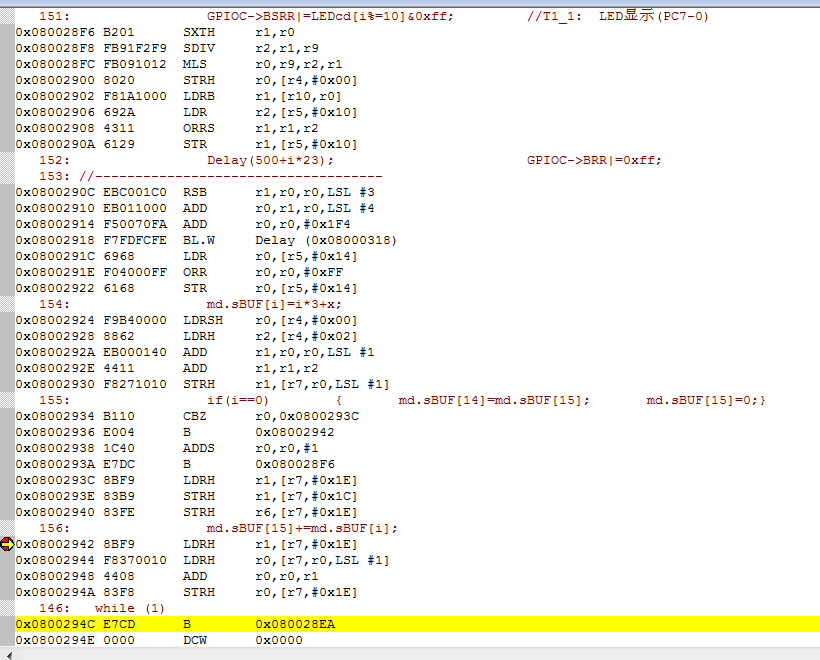 151: GPIOC->BSRR|=LEDcd[i%=10]&0xff; //T1_1: LED显示(PC7-0)
0x080028F6 B201 SXTH r1,r0
0x080028F8 FB91F2F9 SDIV r2,r1,r9
0x080028FC FB091012 MLS r0,r9,r2,r1
0x08002900 8020 STRH r0,[r4,#0x00]
0x08002902 F81A1000 LDRB r1,[r10,r0]
0x08002906 692A LDR r2,[r5,#0x10]
0x08002908 4311 ORRS r1,r1,r2
0x0800290A 6129 STR r1,[r5,#0x10]
152: Delay(500+i*23); GPIOC->BRR|=0xff;
153: //------------------------------------
0x0800290C EBC001C0 RSB r1,r0,r0,LSL #3
0x08002910 EB011000 ADD r0,r1,r0,LSL #4
0x08002914 F50070FA ADD r0,r0,#0x1F4
0x08002918 F7FDFCFE BL.W Delay (0x08000318)
0x0800291C 6968 LDR r0,[r5,#0x14]
0x0800291E F04000FF ORR r0,r0,#0xFF
0x08002922 6168 STR r0,[r5,#0x14]
154: md.sBUF[i]=i*3+x;
0x08002924 F9B40000 LDRSH r0,[r4,#0x00]
0x08002928 8862 LDRH r2,[r4,#0x02]
0x0800292A EB000140 ADD r1,r0,r0,LSL #1
0x0800292E 4411 ADD r1,r1,r2
0x08002930 F8271010 STRH r1,[r7,r0,LSL #1]
155: if(i==0) { md.sBUF[14]=md.sBUF[15]; md.sBUF[15]=0;}
0x08002934 B110 CBZ r0,0x0800293C
0x08002936 E004 B 0x08002942
0x08002938 1C40 ADDS r0,r0,#1
0x0800293A E7DC B 0x080028F6
0x0800293C 8BF9 LDRH r1,[r7,#0x1E]
0x0800293E 83B9 STRH r1,[r7,#0x1C]
0x08002940 83FE STRH r6,[r7,#0x1E]
156: md.sBUF[15]+=md.sBUF[i];
0x08002942 8BF9 LDRH r1,[r7,#0x1E]
0x08002944 F8370010 LDRH r0,[r7,r0,LSL #1]
0x08002948 4408 ADD r0,r0,r1
0x0800294A 83F8 STRH r0,[r7,#0x1E]
146: while (1)
0x0800294C E7CD B 0x080028EA
0x0800294E 0000 DCW 0x0000